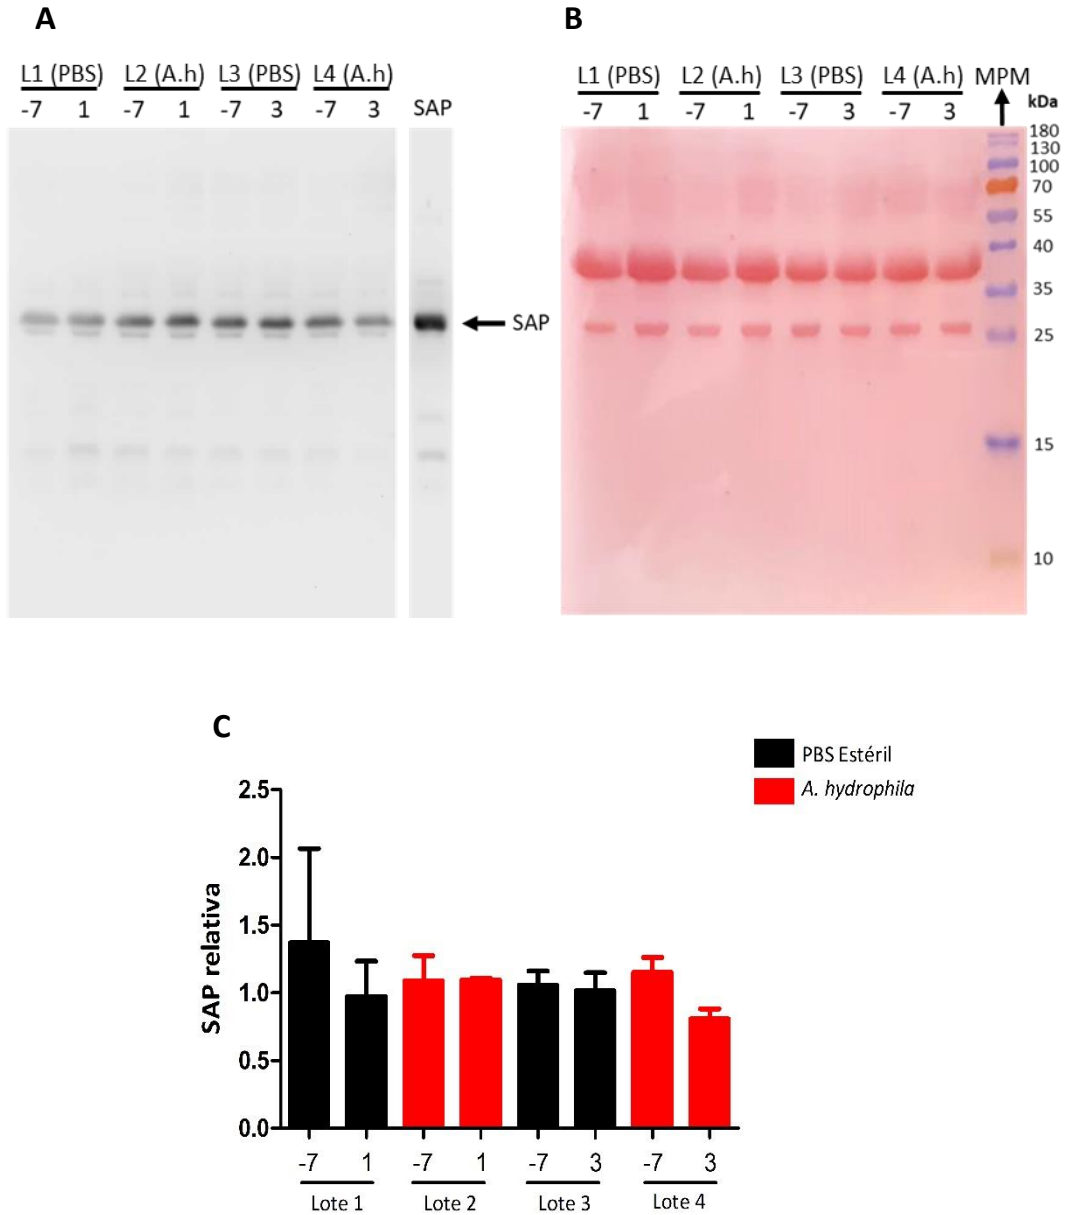 A
L1 (PBS) L2 (A.h) L3 (PBS) L4 (A.h)
-7 1 -7 1 -7 3 -7 3 SAP
SAP
B
L1 (PBS) L2 (A.h) L3 (PBS) L4 (A.h) MPM
-7 1 -7 1 -7 3 -7 3 kDa
180
130
100
70
55
40
35
25
15
10
C
PBS Estéril
A. hydrophila
SAP relativa
2.5
2.0
1.5
1.0
0.5
0.0
-7 1 -7 1 -7 3 -7 3
Lote 1 Lote 2 Lote 3 Lote 4